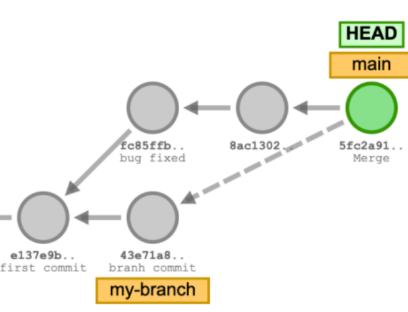 HEAD
main
fc85ffb..
bug fixed
8ac1302..
5fc2a91..
Merge
e137e9b..
first commit
43e71a8..
branh commit
my-branch